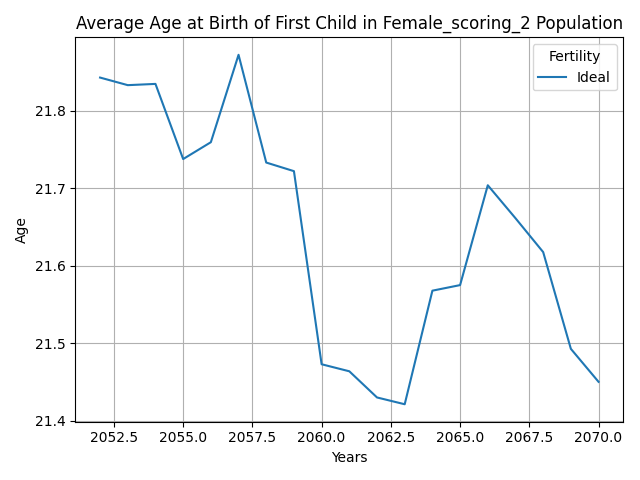 Average Age at Birth of First Child in Female_scoring_2 Population
Fertility
Ideal
21.8
21.7
21.6
21.5
21.4
Age
2052.5 2055.0 2057.5 2060.0 2062.5 2065.0 2067.5 2070.0
Years